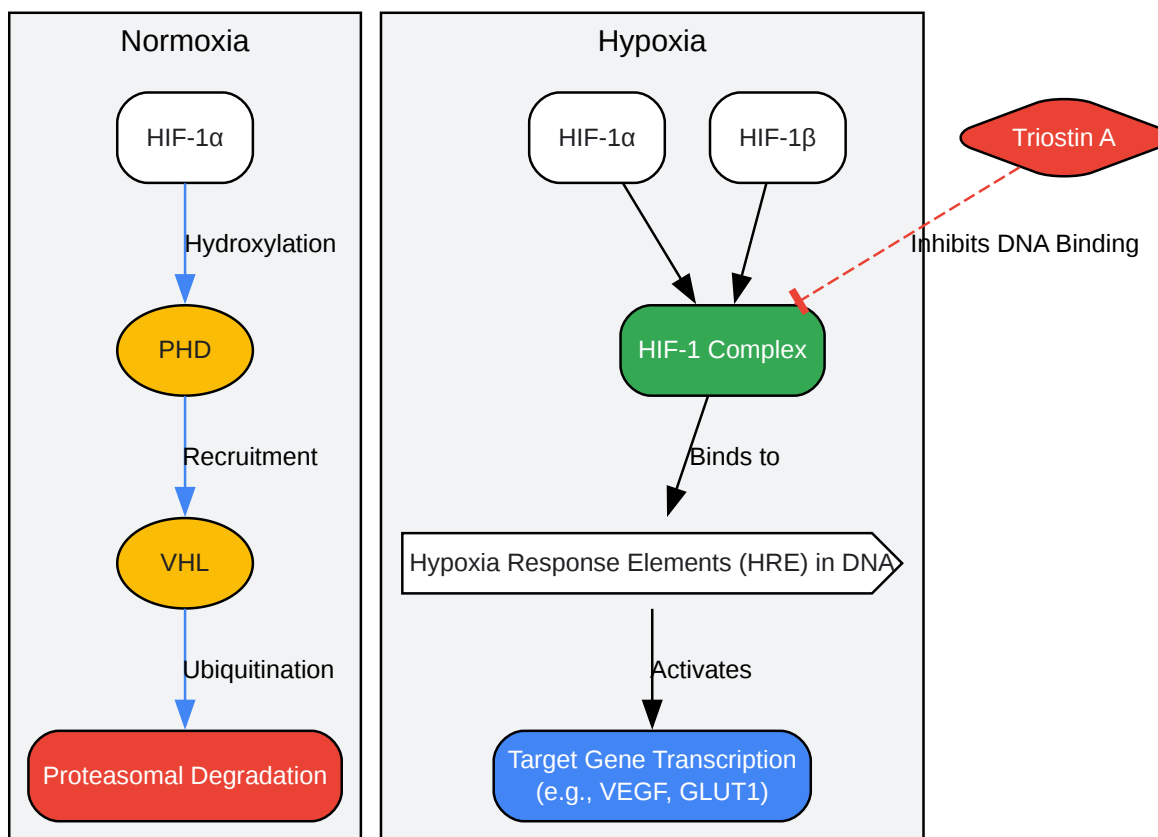 Normoxia
HIF-1α
Hydroxylation
PHD
Recruitment
VHL
Ubiquitination
Proteasomal Degradation
Hypoxia
HIF-1α
HIF-1β
HIF-1 Complex
Binds to
Hypoxia Response Elements (HRE) in DNA
Activates
Target Gene Transcription
(e.g., VEGF, GLUT1)
Triostin A
Inhibits DNA Binding